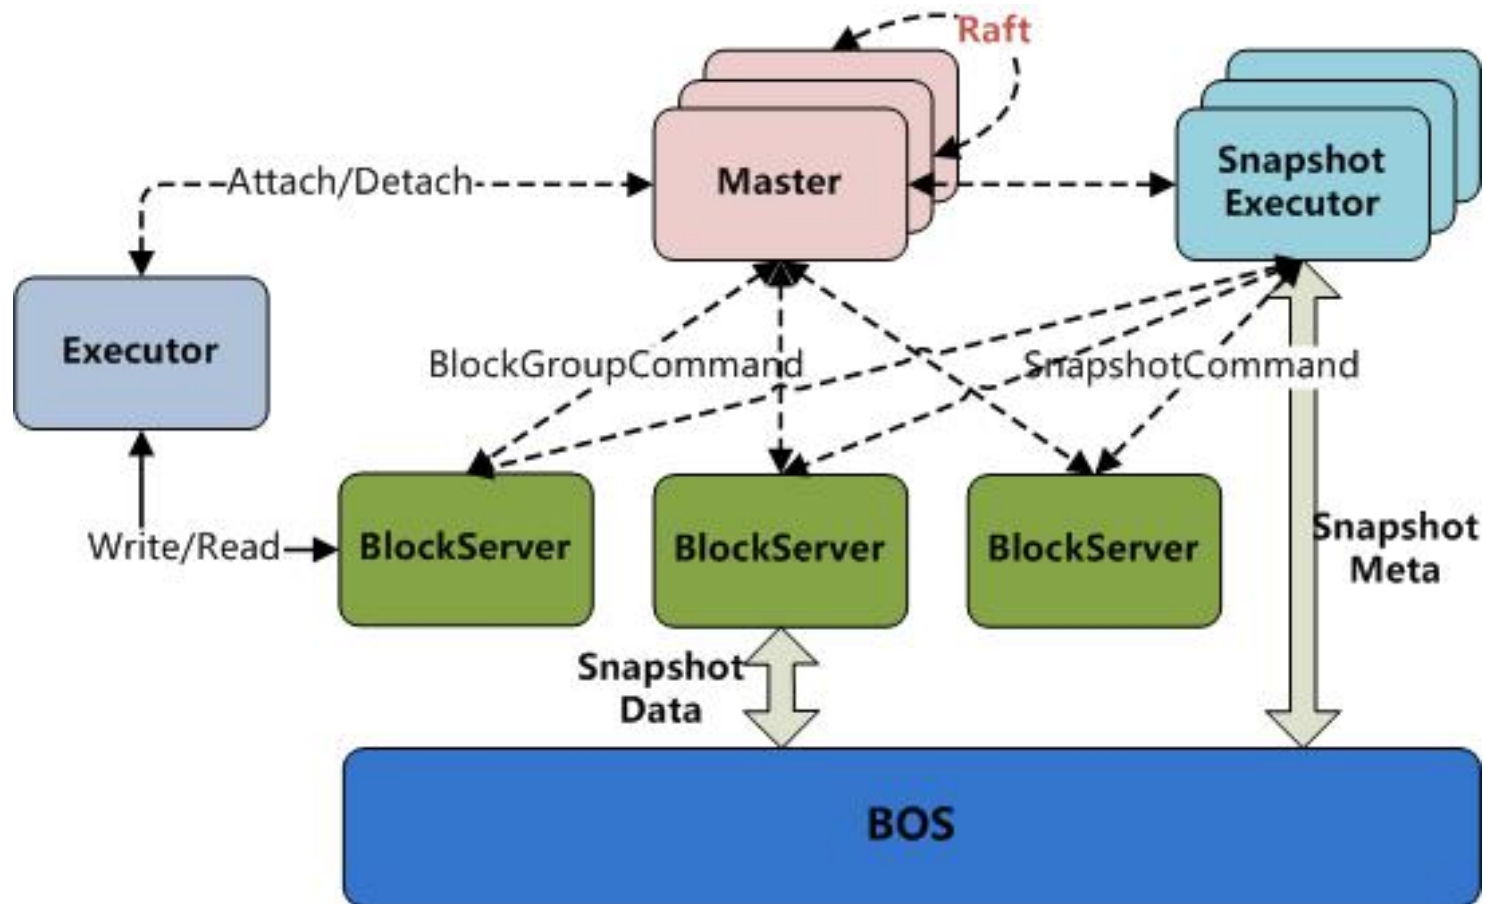 Raft
Attach/Detach
Master
Snapshot
Executor
Executor
BlockGroupCommand
SnapshotCommand
Write/Read
BlockServer
BlockServer
BlockServer
Snapshot
Meta
Snapshot
Data
BOS